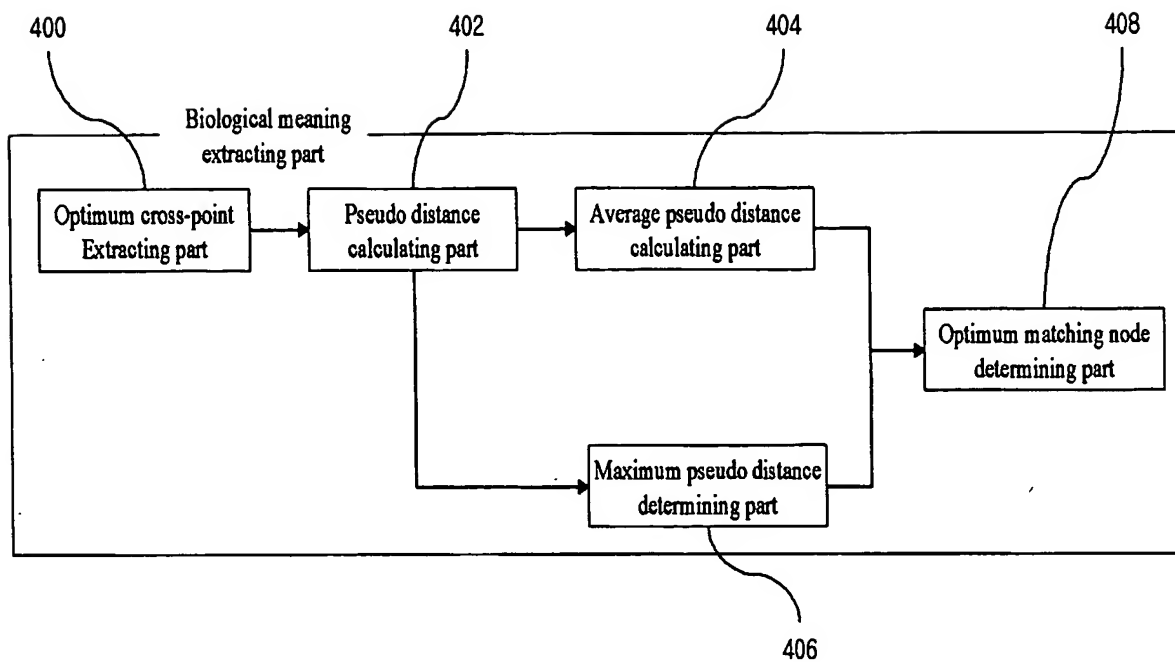 400
402
404
408
Biological meaning
extracting part
Optimum cross-point
Extracting part
Pseudo distance
calculating part
Average pseudo distance
calculating part
Optimum matching node
determining part
Maximum pseudo distance
determining part
406